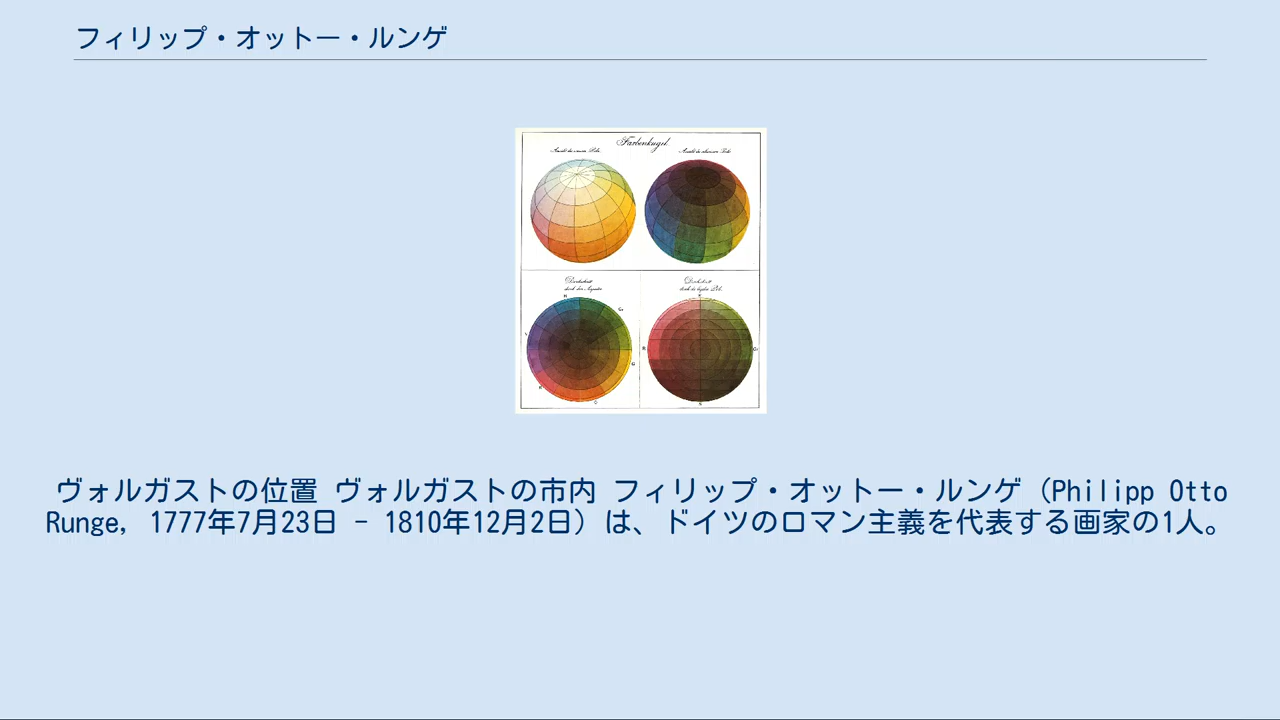 フィリップ・オットー・ルンゲ
Farbenkugel.
ヴォルガストの位置 ヴォルガストの市内 フィリップ・オットー・ルンゲ（Philipp Otto
Runge, 1777年7月23日 - 1810年12月2日）は、ドイツのロマン主義を代表する画家の1人。